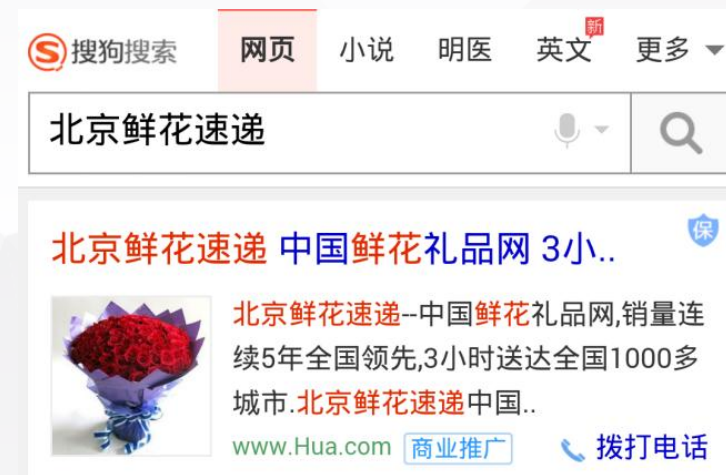 搜狗搜索 网页 小说 明医 英文 新 更多
北京鲜花速递
北京鲜花速递 中国鲜花礼品网 3小..
保
北京鲜花速递--中国鲜花礼品网,销量连
续5年全国领先,3小时送达全国1000多
城市.北京鲜花速递中国..
www.Hua.com 商业推广 拨打电话